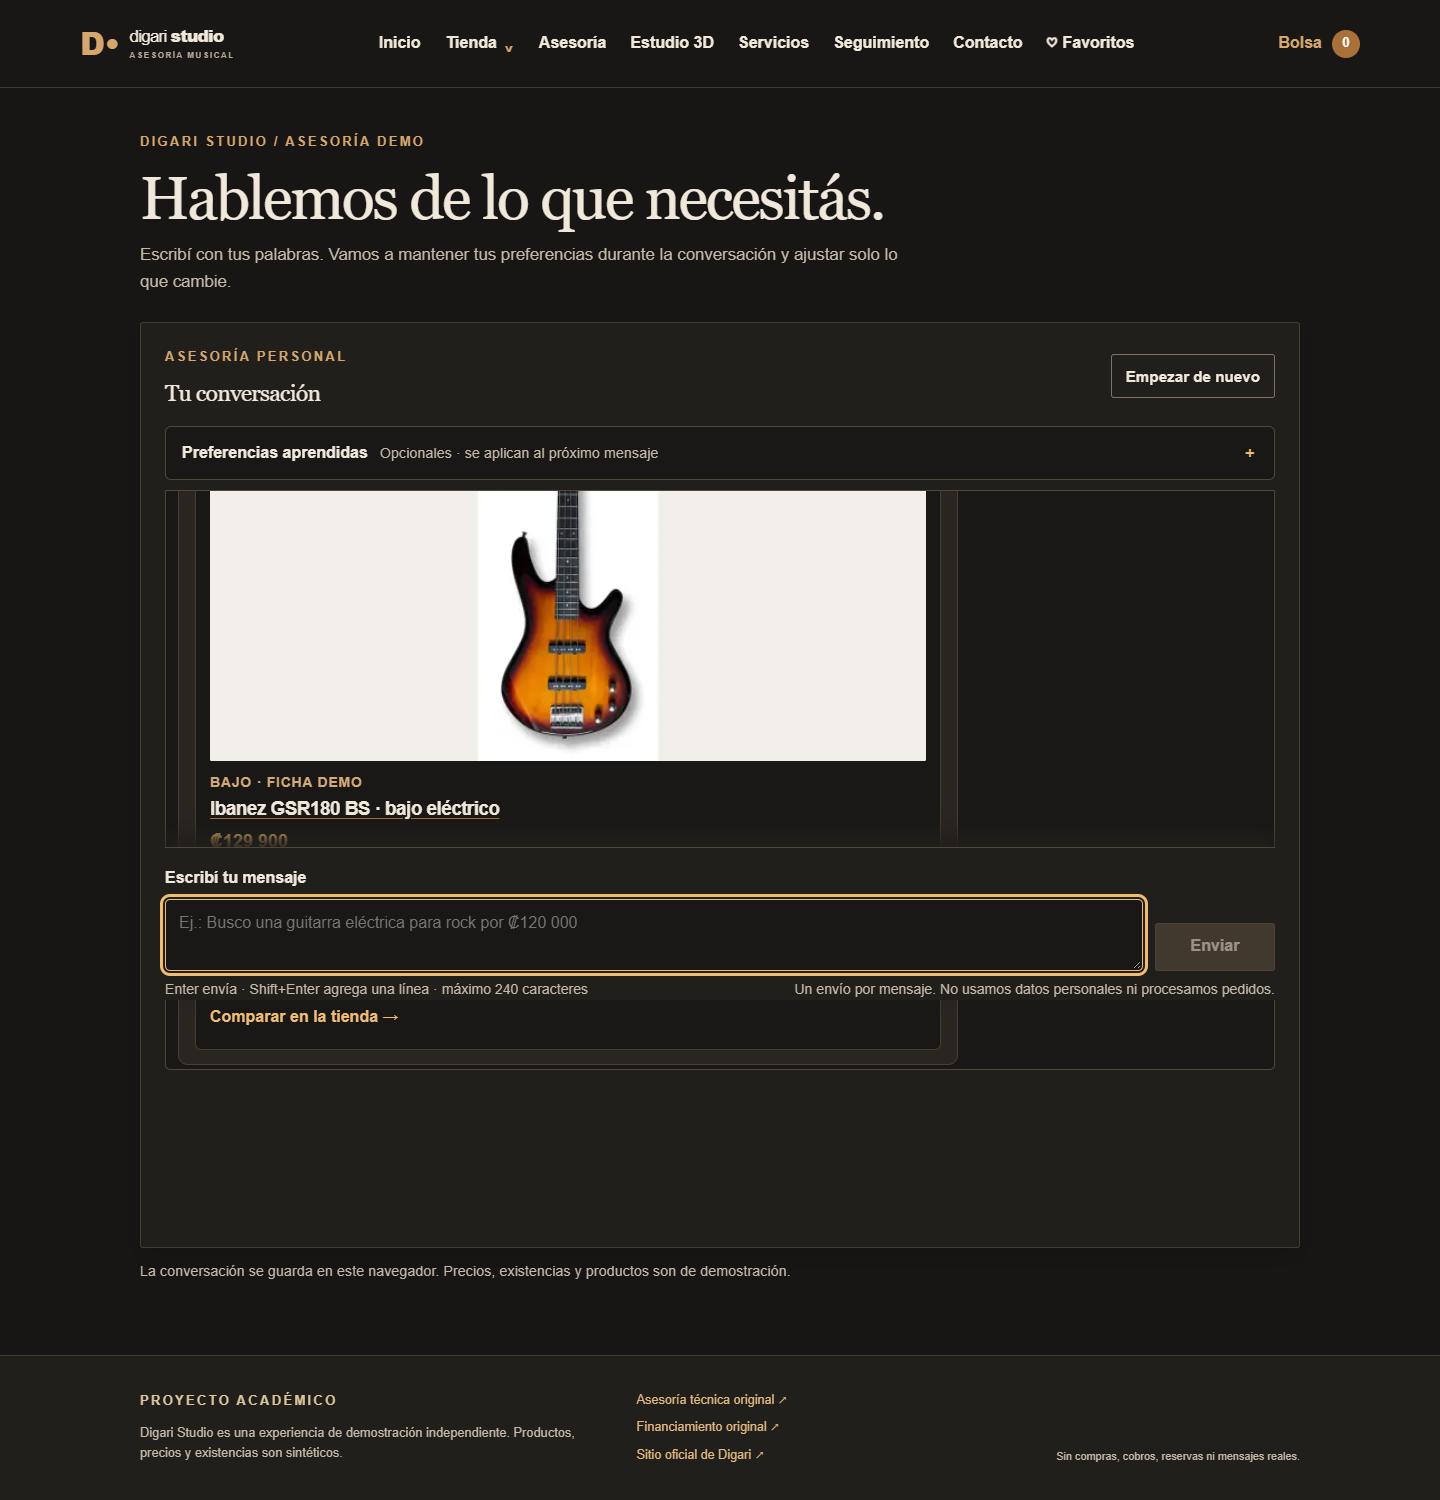 D• digari studio
ASESORÍA MUSICAL
Inicio Tienda v Asesoría Estudio 3D Servicios Seguimiento Contacto ♡ Favoritos Bolsa 0
DIGARI STUDIO / ASESORÍA DEMO
Hablemos de lo que necesitás.
Escribí con tus palabras. Vamos a mantener tus preferencias durante la conversación y ajustar solo lo
que cambie.
ASESORÍA PERSONAL
Tu conversación
Empezar de nuevo
Preferencias aprendidas Opcionales · se aplican al próximo mensaje +
BAJO · FICHA DEMO
Ibanez GSR180 BS · bajo eléctrico
₡129 900
Escribí tu mensaje
Ej.: Busco una guitarra eléctrica para rock por ₡120 000
Enviar
Enter envía · Shift+Enter agrega una línea · máximo 240 caracteres
Un envío por mensaje. No usamos datos personales ni procesamos pedidos.
Comparar en la tienda →
La conversación se guarda en este navegador. Precios, existencias y productos son de demostración.
PROYECTO ACADÉMICO
Digari Studio es una experiencia de demostración independiente. Productos,
precios y existencias son sintéticos.
Asesoría técnica original ↗
Financiamiento original ↗
Sitio oficial de Digari ↗
Sin compras, cobros, reservas ni mensajes reales.